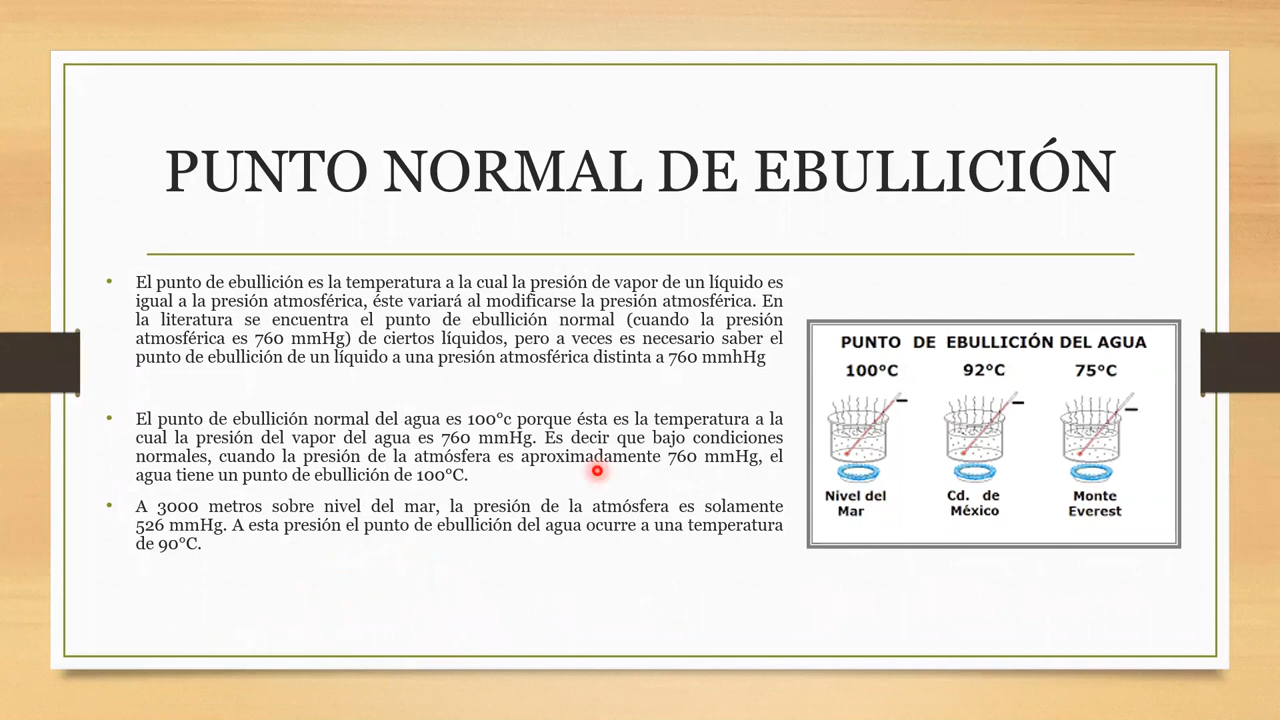 PUNTO NORMAL DE EBULLICIÓN
• El punto de ebullición es la temperatura a la cual la presión de vapor de un líquido es
igual a la presión atmosférica, éste variará al modificarse la presión atmosférica. En
la literatura se encuentra el punto de ebullición normal (cuando la presión
atmosférica es 760 mmHg) de ciertos líquidos, pero a veces es necesario saber el
punto de ebullición de un líquido a una presión atmosférica distinta a 760 mmhHg
• El punto de ebullición normal del agua es 100°c porque ésta es la temperatura a la
cual la presión del vapor del agua es 760 mmHg. Es decir que bajo condiciones
normales, cuando la presión de la atmósfera es aproximadamente 760 mmHg, el
agua tiene un punto de ebullición de 100°C.
• A 3000 metros sobre nivel del mar, la presión de la atmósfera es solamente
526 mmHg. A esta presión el punto de ebullición del agua ocurre a una temperatura
de 90°C.
PUNTO DE EBULLICIÓN DEL AGUA
100°C 92°C 75°C
Nivel del Cd. de Monte
Mar México Everest